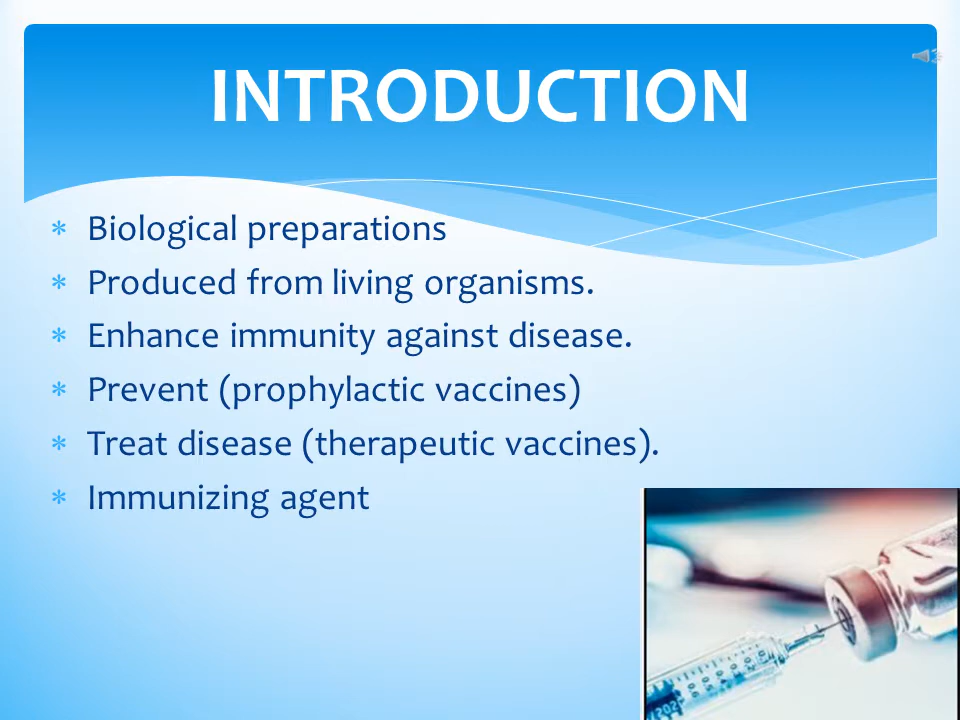 INTRODUCTION
Biological preparations
Produced from living organisms.
Enhance immunity against disease.
Prevent (prophylactic vaccines)
Treat disease (therapeutic vaccines).
Immunizing agent